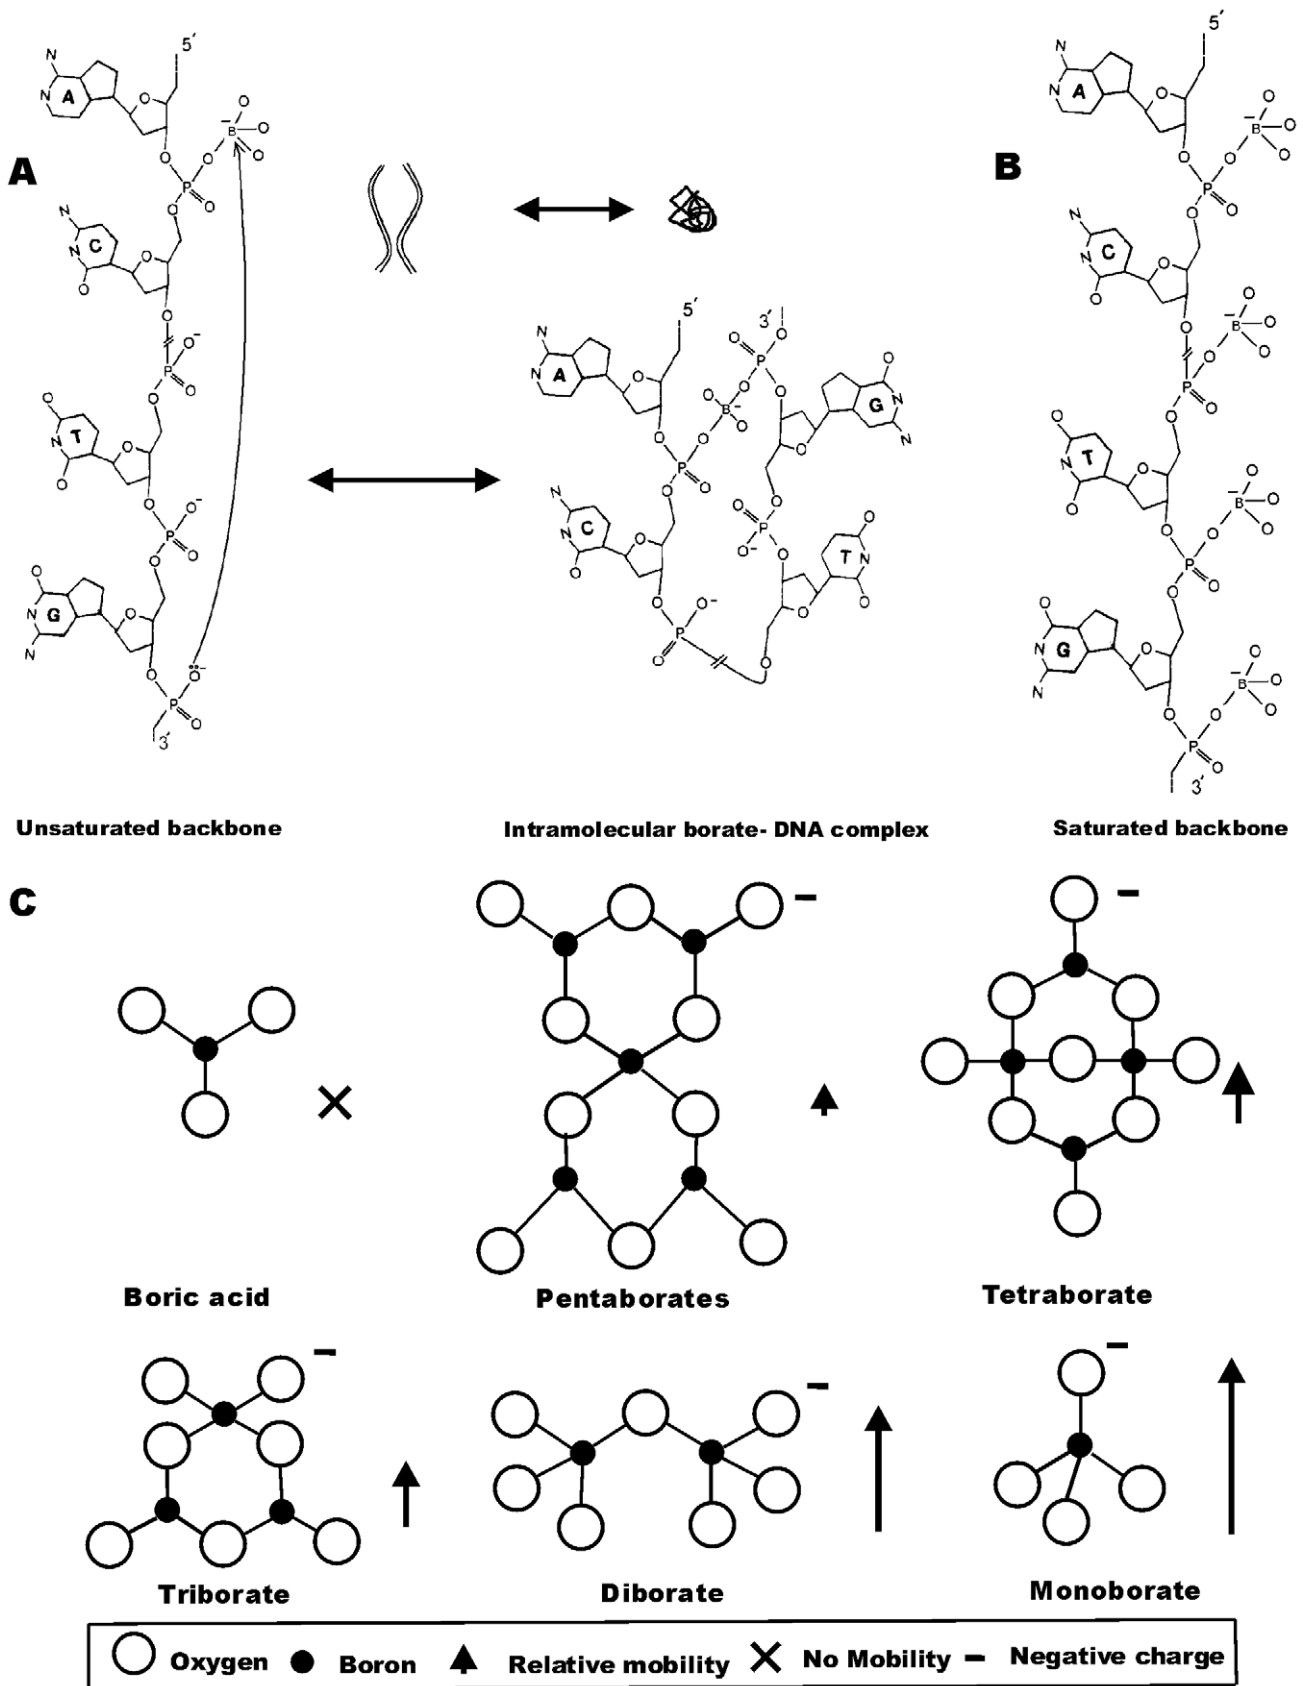 A
5′
N
N
A
O
O
P
O
O
B
−
O
O
O
N
N
C
O
O
O
P
O
O−
O
O
N
T
O
O
O
P
O
O−
O
O
N
N
G
O
O
P
O
O−
3′
5′
3′
N
N
A
O
O
P
O
O
O
B−
O
O
P
O
O
O
G
N
N
O
O
N
N
C
O
O
O
P
O
O−
O
P
O
O−
O
O
T
N
O
O
O
B
5′
N
N
A
O
O
P
O
O
B
−
O
O
O
N
N
C
O
O
O
P
O
O
B
−
O
O
O
O
N
T
O
O
O
P
O
O
B
−
O
O
O
O
N
N
G
O
O
P
O
O
B
−
O
O
O
3′
Unsaturated backbone
Intramolecular borate- DNA complex
Saturated backbone
C
Boric acid
Pentaborates
Tetraborate
Triborate
Diborate
Monoborate
Oxygen
Boron
Relative mobility
No Mobility
Negative charge